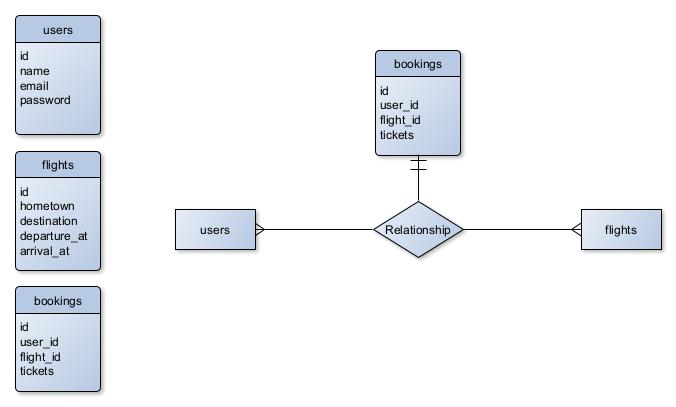 users
id
name
email
password
flights
id
hometown
destination
departure_at
arrival_at
bookings
id
user_id
flight_id
tickets
bookings
id
user_id
flight_id
tickets
users
Relationship
flights